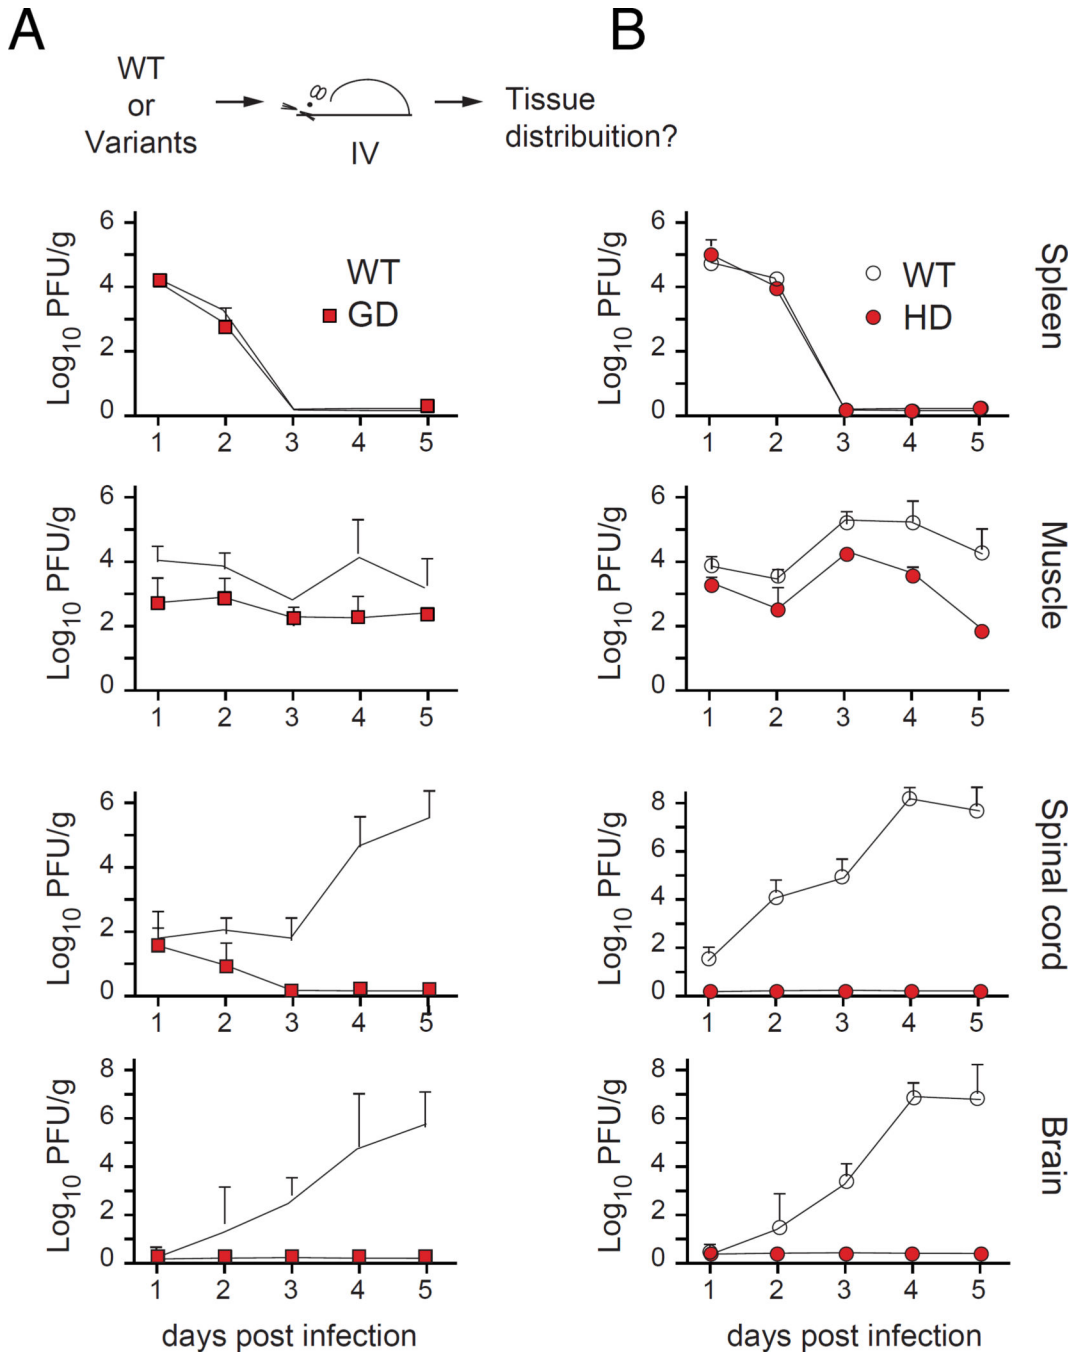 A
B
WT
or
Variants
IV
Tissue
distribuition?
Log10 PFU/g
6
4
2
0
WT
GD
1 2 3 4 5
Log10 PFU/g
6
4
2
0
WT
HD
1 2 3 4 5
Spleen
Log10 PFU/g
6
4
2
0
1 2 3 4 5
Log10 PFU/g
6
4
2
0
1 2 3 4 5
Muscle
Log10 PFU/g
6
4
2
0
1 2 3 4 5
Log10 PFU/g
8
6
4
2
0
1 2 3 4 5
Spinal cord
Log10 PFU/g
8
6
4
2
0
1 2 3 4 5
days post infection
Log10 PFU/g
8
6
4
2
0
1 2 3 4 5
days post infection
Brain